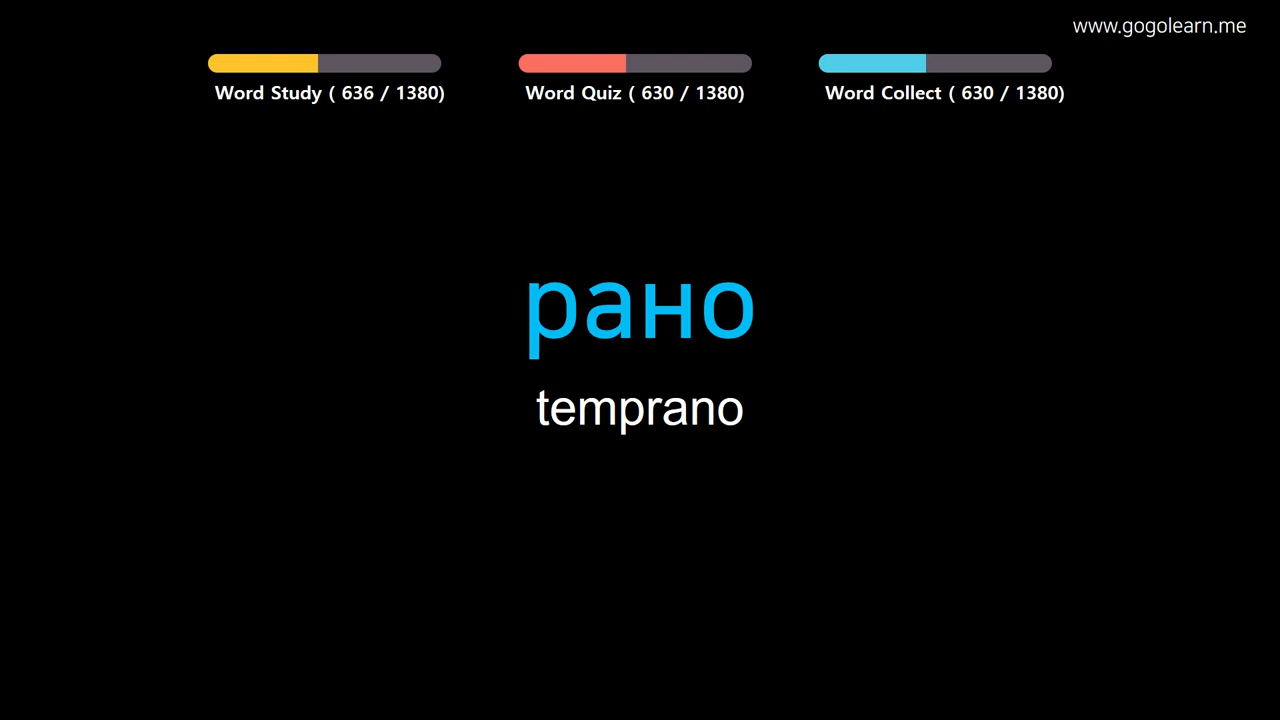 www.gogolearn.me
Word Study ( 636 / 1380)
Word Quiz ( 630 / 1380)
Word Collect ( 630 / 1380)
рано
temprano